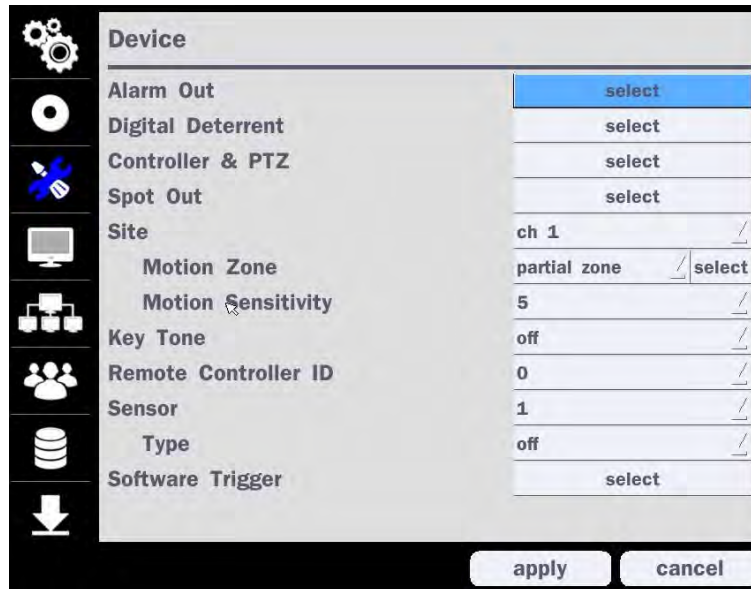 Device
Alarm Out select
Digital Deterrent select
Controller & PTZ select
Spot Out select
Site ch 1
Motion Zone partial zone select
Motion Sensitivity 5
Key Tone off
Remote Controller ID 0
Sensor 1
Type off
Software Trigger select
apply cancel